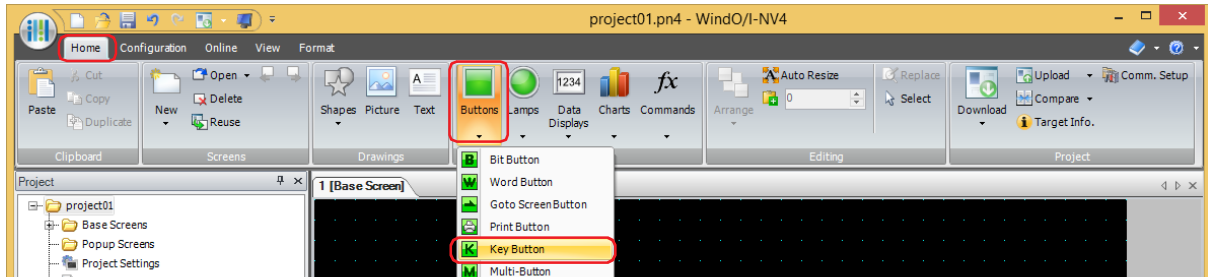 project01.pn4 - WindO/I-NV4
Home Configuration Online View Format
Paste
Cut
Copy
Duplicate
Clipboard
New
Open
Delete
Reuse
Screens
Shapes Picture Text
Drawings
Buttons Lamps Data Displays Charts Commands
1234
fx
Arrange
Auto Resize
0
Replace
Select
Editing
Download
Upload
Compare
Target Info.
Comm. Setup
Project
Project
project01
Base Screens
Popup Screens
Project Settings
1 [Base Screen]
B Bit Button
W Word Button
Goto Screen Button
Print Button
K Key Button
M Multi-Button